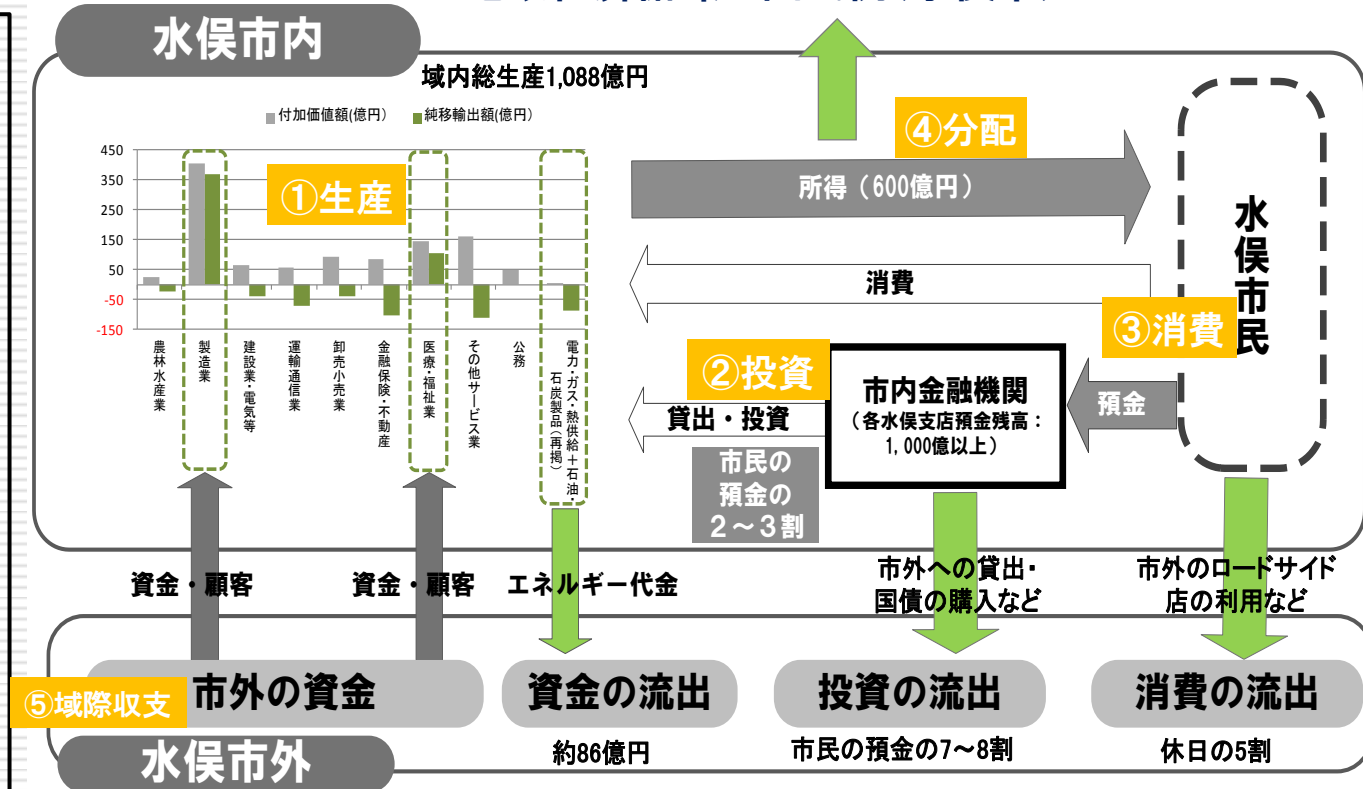 水俣市内
域内総生産1,088億円
付加価値額(億円)
純移輸出額(億円)
④分配
450
350
250
150
50
-50
-150
①生産
所得（600億円）
水俣市民
消費
③消費
②投資
市内金融機関
（各水俣支店預金残高：
1,000億以上）
預金
貸出・投資
市民の
預金の
２～３割
農林水産業
製造業
建設業・電気等
運輸通信業
卸売小売業
金融保険・不動産
医療・福祉業
その他サービス業
公務
電力・ガス・熱供給＋石油・
石炭製品（再掲）
資金・顧客
資金・顧客
エネルギー代金
市外への貸出・
国債の購入など
市外のロードサイド
店の利用など
⑤域際収支
市外の資金
資金の流出
投資の流出
消費の流出
水俣市外
約86億円
市民の預金の7～8割
休日の5割